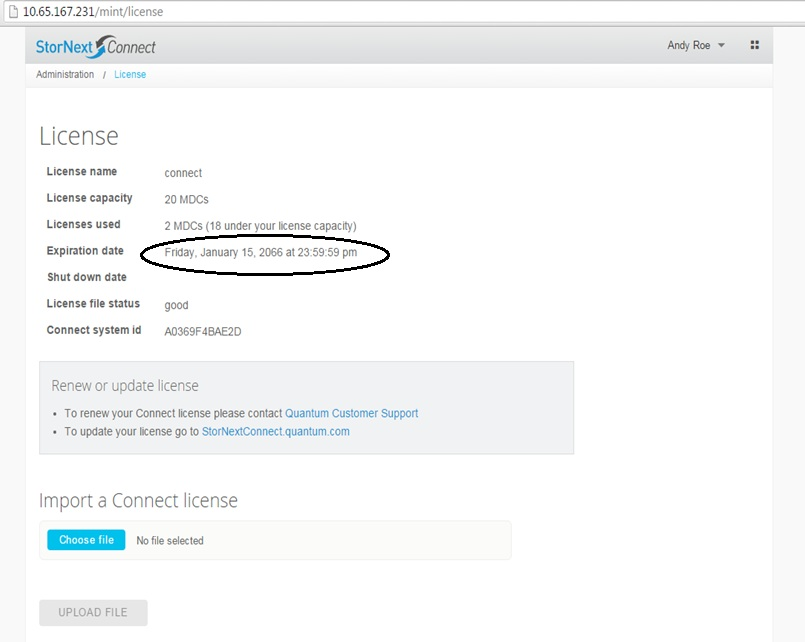 10.65.167.231/mint/license
StorNext Connect
Andy Roe
Administration / License
License
License name connect
License capacity 20 MDCs
Licenses used 2 MDCs (18 under your license capacity)
Expiration date Friday, January 15, 2066 at 23:59:59 pm
Shut down date
License file status good
Connect system id A0369F4BAE2D
Renew or update license
• To renew your Connect license please contact Quantum Customer Support
• To update your license go to StorNextConnect.quantum.com
Import a Connect license
Choose file No file selected
UPLOAD FILE